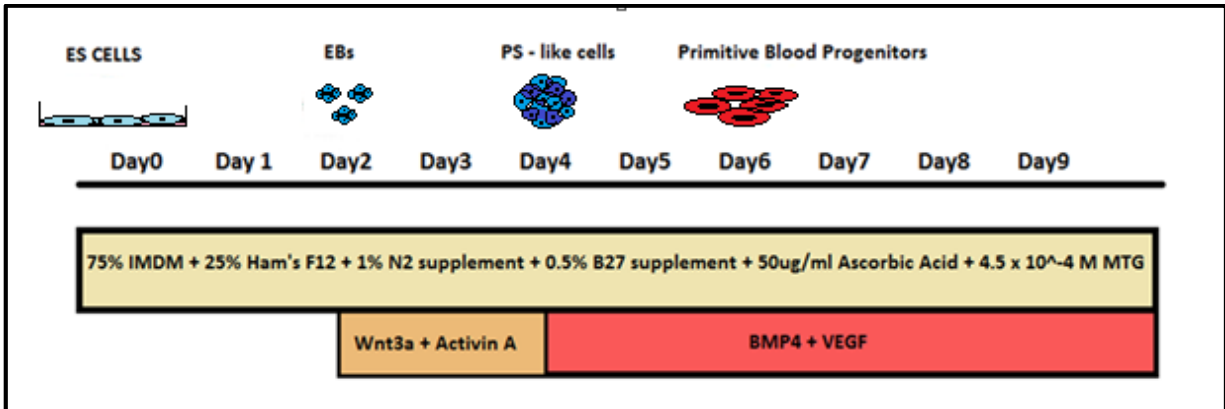 ES CELLS EBs PS - like cells Primitive Blood Progenitors
Day0 Day 1 Day2 Day3 Day4 Day5 Day6 Day7 Day8 Day9
75% IMDM + 25% Ham's F12 + 1% N2 supplement + 0.5% B27 supplement + 50ug/ml Ascorbic Acid + 4.5 x 10^-4 M MTG
Wnt3a + Activin A BMP4 + VEGF